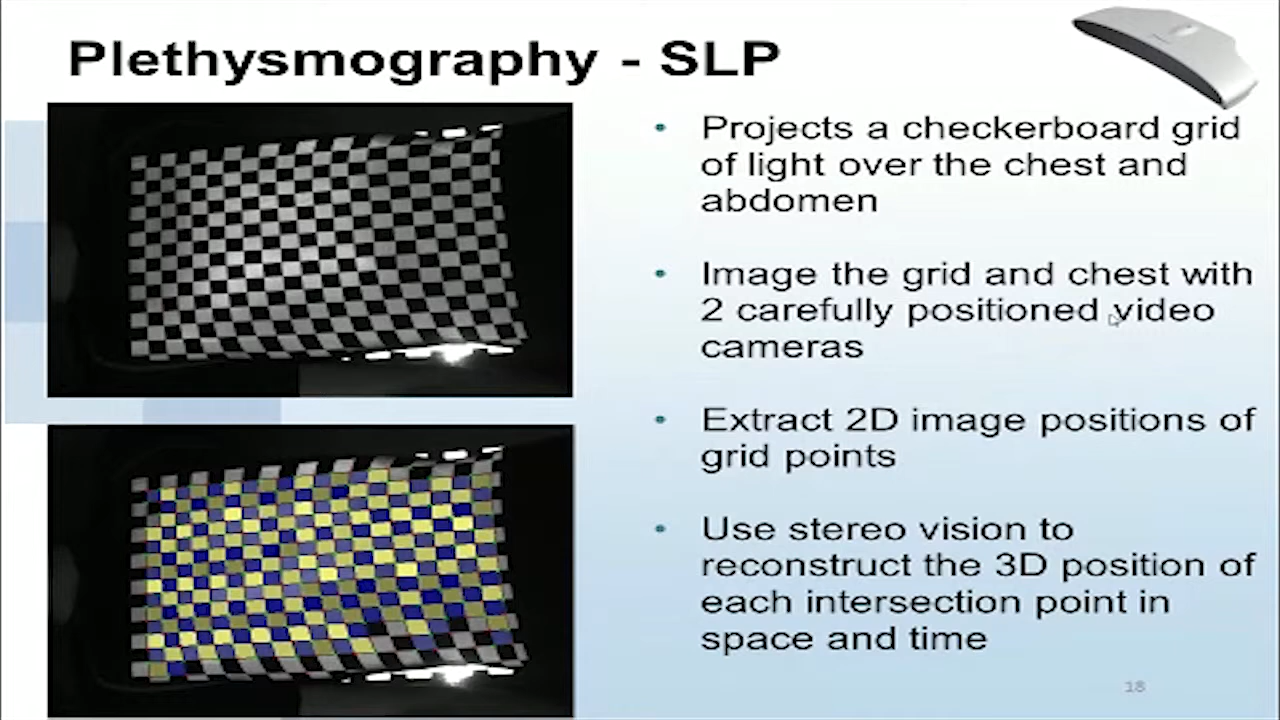 Plethysmography - SLP
• Projects a checkerboard grid
of light over the chest and
abdomen
• Image the grid and chest with
2 carefully positioned video
cameras
• Extract 2D image positions of
grid points
• Use stereo vision to
reconstruct the 3D position of
each intersection point in
space and time
18